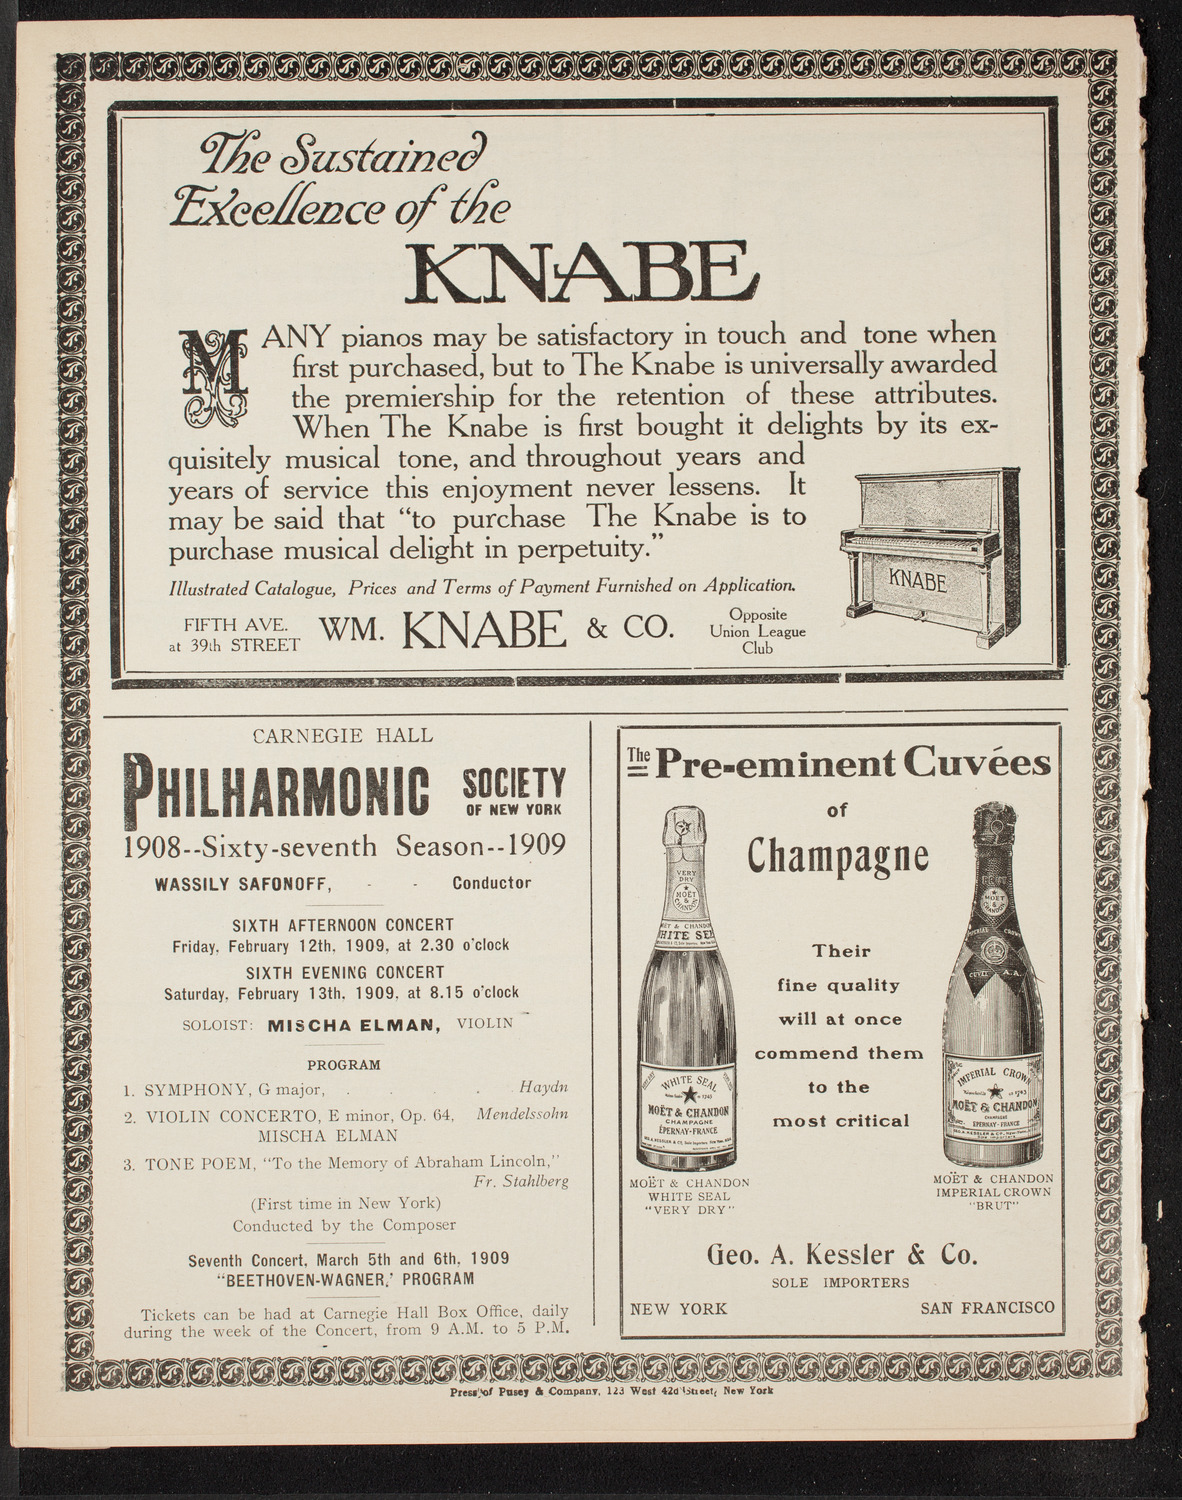 The Sustained
Excellence of the
KNABE
MANY pianos may be satisfactory in touch and tone when
first purchased, but to The Knabe is universally awarded
the premiership for the retention of these attributes.
When The Knabe is first bought it delights by its ex-
quisitely musical tone, and throughout years and
years of service this enjoyment never lessens. It
may be said that “to purchase The Knabe is to
purchase musical delight in perpetuity.”
KNABE
Illustrated Catalogue, Prices and Terms of Payment Furnished on Application.
FIFTH AVE.
at 39th STREET
WM. KNABE & CO.
Opposite
Union League
Club
CARNEGIE HALL
PHILHARMONIC SOCIETY
OF NEW YORK
1908--Sixty-seventh Season--1909
WASSILY SAFONOFF, - - Conductor
SIXTH AFTERNOON CONCERT
Friday, February 12th, 1909, at 2.30 o'clock
SIXTH EVENING CONCERT
Saturday, February 13th, 1909, at 8.15 o'clock
SOLOIST: MISCHA ELMAN, VIOLIN
PROGRAM
1. SYMPHONY, G major, . . . . Haydn
2. VIOLIN CONCERTO, E minor, Op. 64, Mendelssohn
MISCHA ELMAN
3. TONE POEM, “To the Memory of Abraham Lincoln,”
Fr. Stahlberg
(First time in New York)
Conducted by the Composer
Seventh Concert, March 5th and 6th, 1909
“BEETHOVEN-WAGNER,’ PROGRAM
Tickets can be had at Carnegie Hall Box Office, daily
during the week of the Concert, from 9 A.M. to 5 P.M.
The Pre-eminent Cuvées
of
Champagne
Their
fine quality
will at once
commend them
to the
most critical
VERY
DRY
MOËT
&
CHANDON
WHITE SEAL
MOËT & CHANDON
CHAMPAGNE
ÉPERNAY-FRANCE
MOËT & CHANDON
WHITE SEAL
“VERY DRY”
BRUT
MOËT
&
CHANDON
IMPERIAL CROWN
CUVÉE A.A.
IMPERIAL CROWN
MOËT & CHANDON
CHAMPAGNE
EPERNAY-FRANCE
MOËT & CHANDON
IMPERIAL CROWN
"BRUT"
Geo. A. Kessler & Co.
SOLE IMPORTERS
NEW YORK SAN FRANCISCO
Press of Pusey & Company, 123 West 42d Street, New York